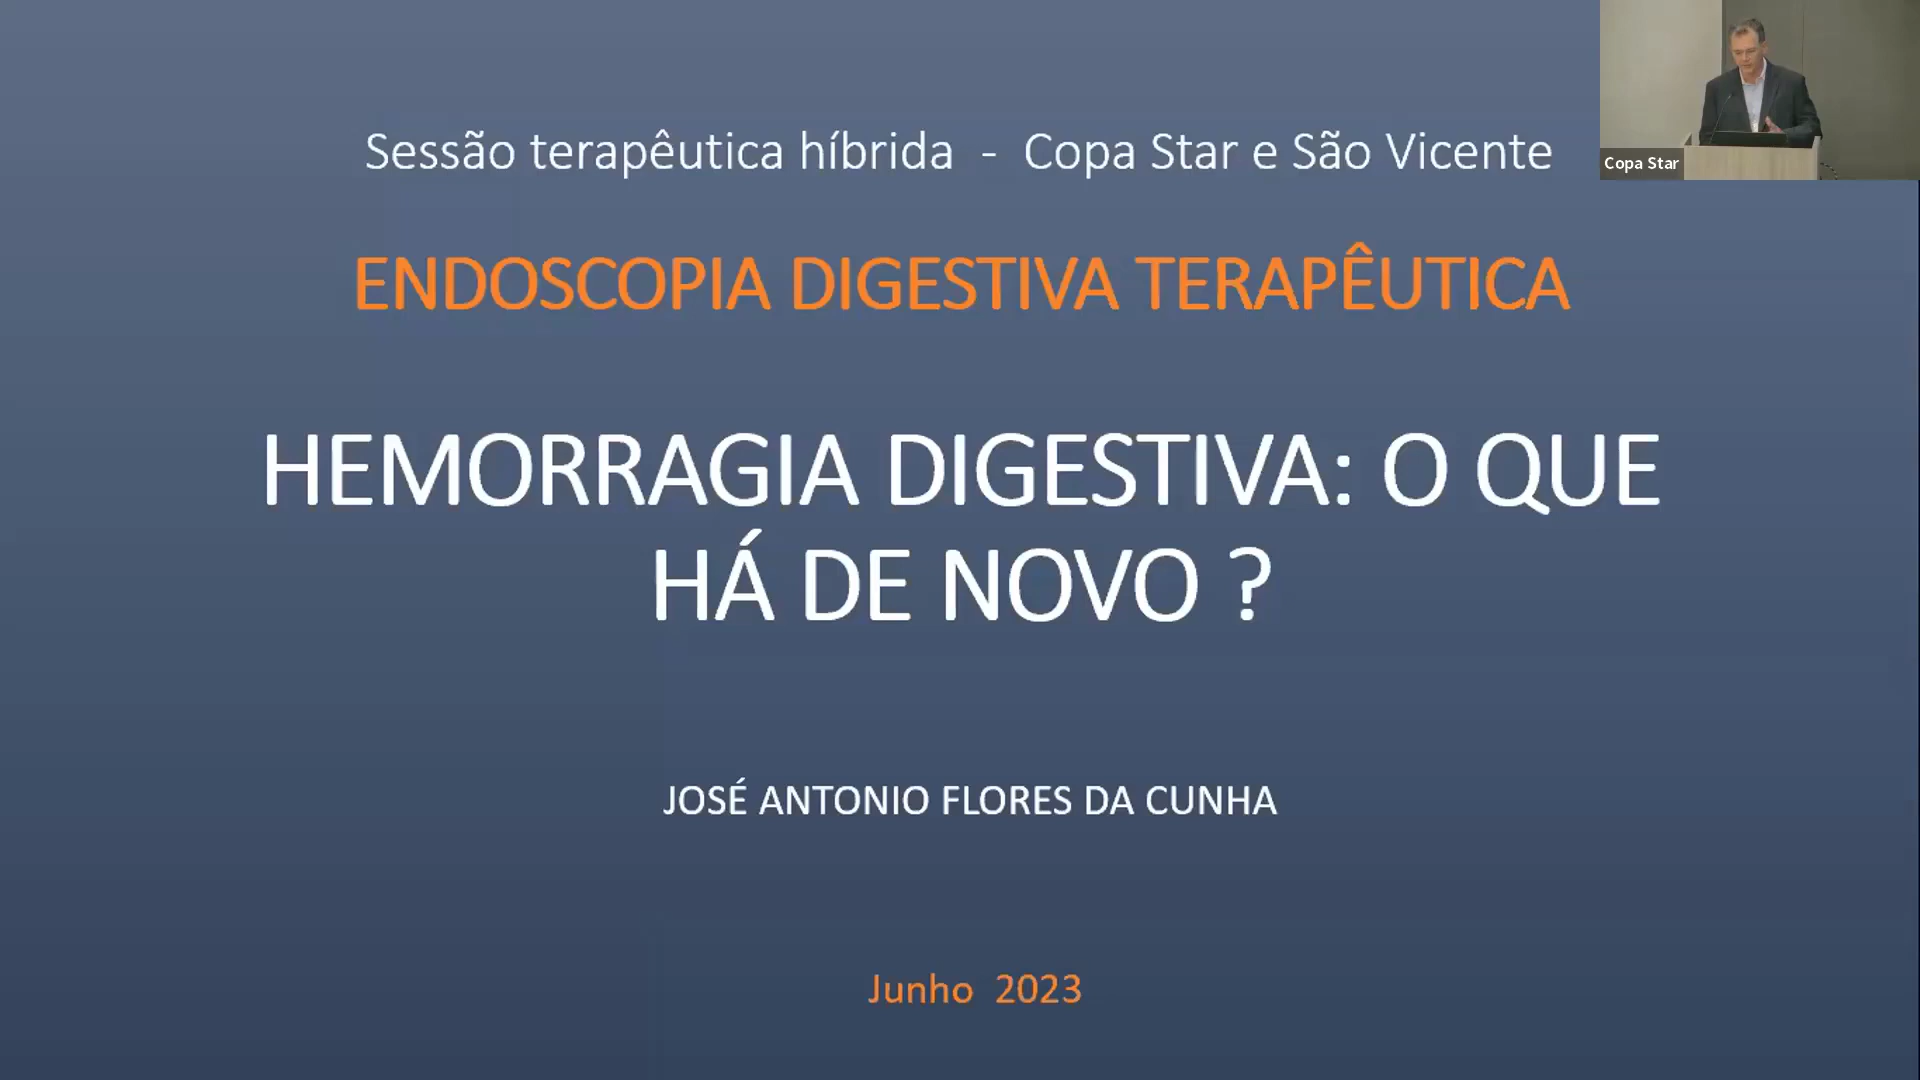 Sessão terapêutica híbrida - Copa Star e São Vicente
Copa Star
ENDOSCOPIA DIGESTIVA TERAPÊUTICA
HEMORRAGIA DIGESTIVA: O QUE
HÁ DE NOVO ?
JOSÉ ANTONIO FLORES DA CUNHA
Junho 2023